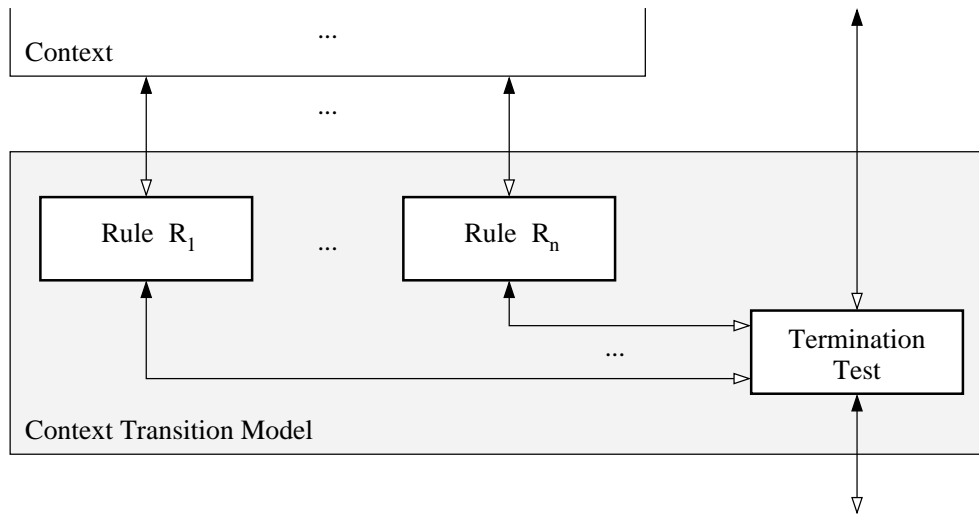 ...
Context
...
Rule R1
...
Rule Rn
...
Termination
Test
Context Transition Model